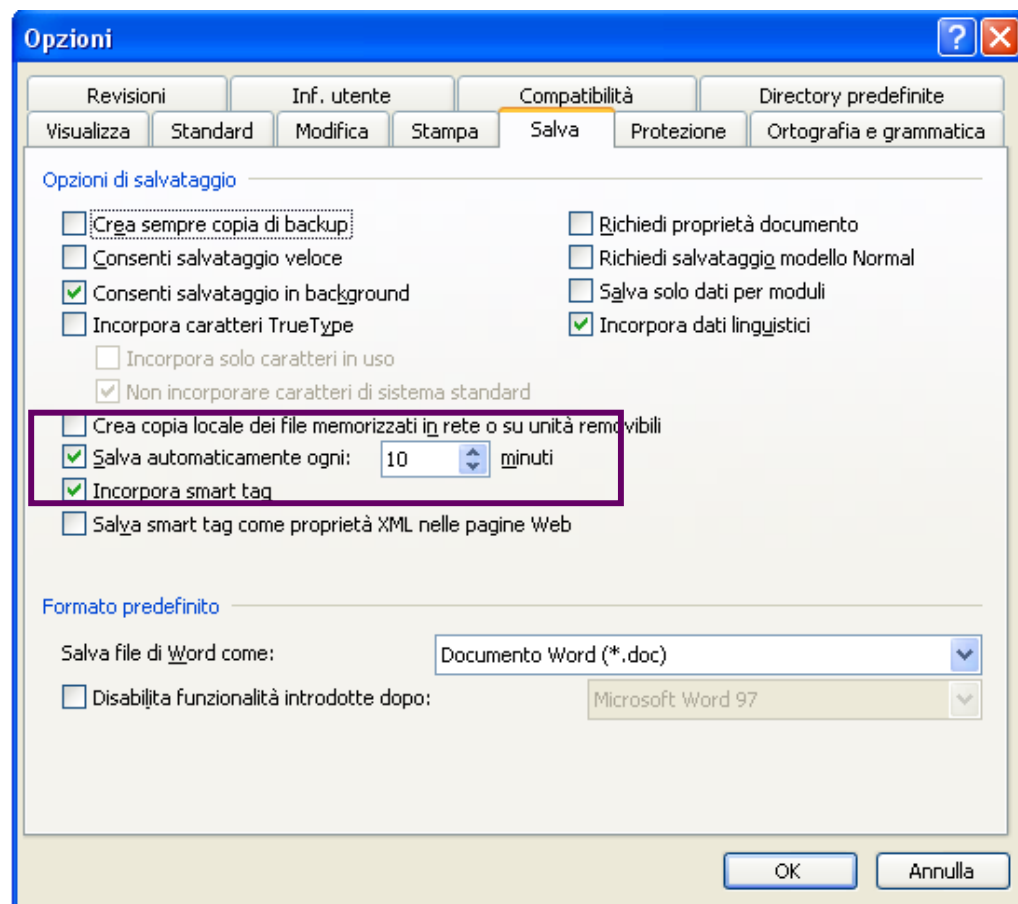 Opzioni
Revisioni Inf. utente Compatibilità Directory predefinite
Visualizza Standard Modifica Stampa Salva Protezione Ortografia e grammatica
Opzioni di salvataggio
Crea sempre copia di backup Richiedi proprietà documento
Consenti salvataggio veloce Richiedi salvataggio modello Normal
Consenti salvataggio in background Salva solo dati per moduli
Incorpora caratteri TrueType Incorpora dati linguistici
Incorpora solo caratteri in uso
Non incorporare caratteri di sistema standard
Crea copia locale dei file memorizzati in rete o su unità removibili
Salva automaticamente ogni: 10 minuti
Incorpora smart tag
Salva smart tag come proprietà XML nelle pagine Web
Formato predefinito
Salva file di Word come: Documento Word (*.doc)
Disabilita funzionalità introdotte dopo: Microsoft Word 97
OK Annulla